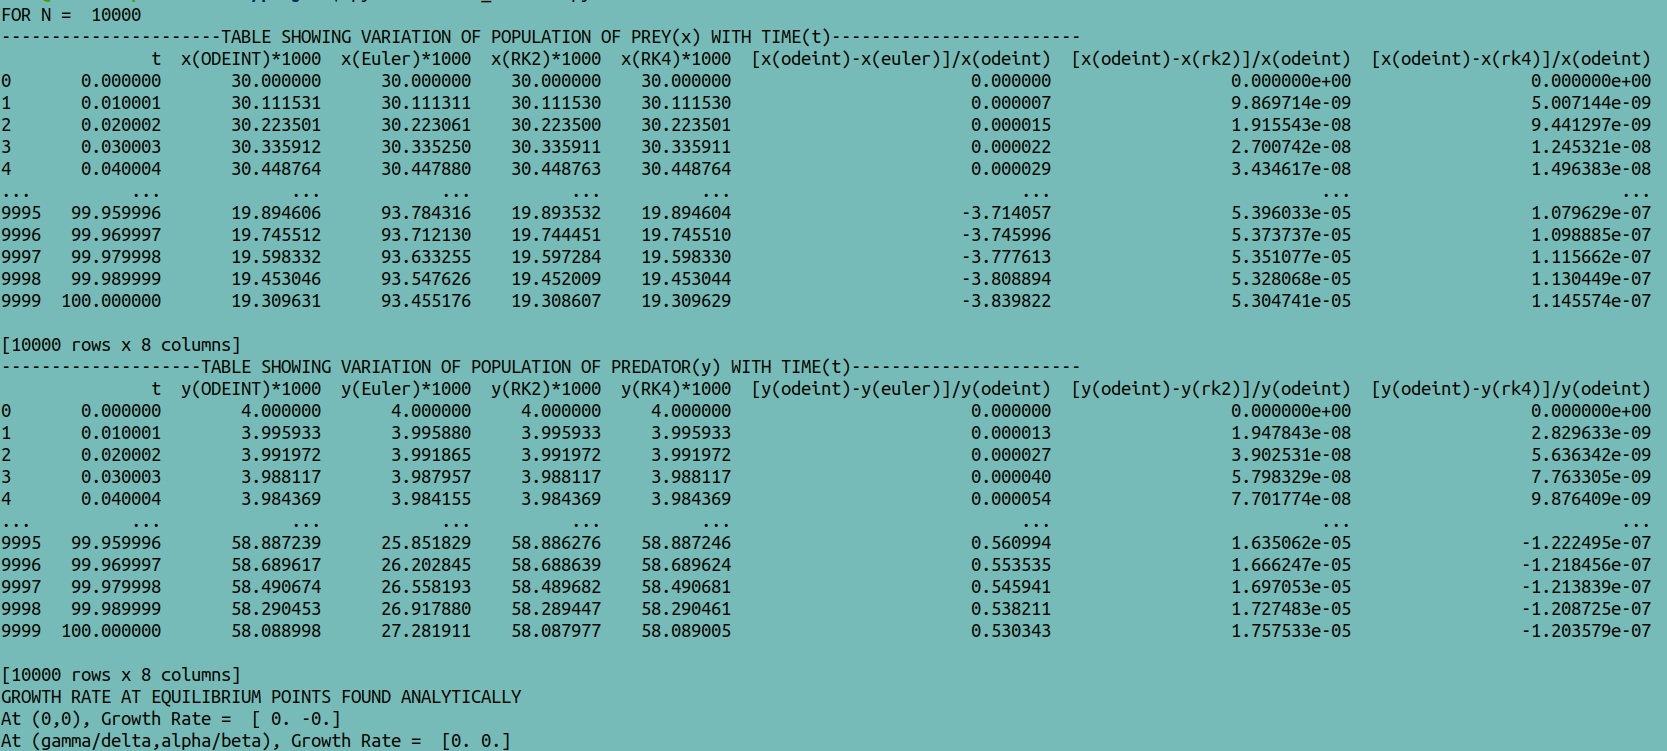 FOR N =  10000
----------------------TABLE SHOWING VARIATION OF POPULATION OF PREY(x) WITH TIME(t)-------------------------
t  x(ODEINT)*1000  x(Euler)*1000  x(RK2)*1000  x(RK4)*1000  [x(odeint)-x(euler)]/x(odeint)  [x(odeint)-x(rk2)]/x(odeint)  [x(odeint)-x(rk4)]/x(odeint)
0 0.000000 30.000000 30.000000 30.000000 30.000000 0.000000 0.000000e+00 0.000000e+00
1 0.010001 30.111531 30.111311 30.111530 30.111530 0.000007 9.869714e-09 5.007144e-09
2 0.020002 30.223501 30.223061 30.223500 30.223501 0.000015 1.915543e-08 9.441297e-09
3 0.030003 30.335912 30.335250 30.335911 30.335911 0.000022 2.700742e-08 1.245321e-08
4 0.040004 30.448764 30.447880 30.448763 30.448764 0.000029 3.434617e-08 1.496383e-08
... ... ... ... ... ... ... ... ...
9995 99.959996 19.894606 93.784316 19.893532 19.894604 -3.714057 5.396033e-05 1.079629e-07
9996 99.969997 19.745512 93.712130 19.744451 19.745510 -3.745996 5.373737e-05 1.098885e-07
9997 99.979998 19.598332 93.633255 19.597284 19.598330 -3.777613 5.351077e-05 1.115662e-07
9998 99.989999 19.453046 93.547626 19.452009 19.453044 -3.808894 5.328068e-05 1.130449e-07
9999 100.000000 19.309631 93.455176 19.308607 19.309629 -3.839822 5.304741e-05 1.145574e-07
[10000 rows x 8 columns]
--------------------TABLE SHOWING VARIATION OF POPULATION OF PREDATOR(y) WITH TIME(t)-----------------------
t  y(ODEINT)*1000  y(Euler)*1000  y(RK2)*1000  y(RK4)*1000  [y(odeint)-y(euler)]/y(odeint)  [y(odeint)-y(rk2)]/y(odeint)  [y(odeint)-y(rk4)]/y(odeint)
0 0.000000 4.000000 4.000000 4.000000 4.000000 0.000000 0.000000e+00 0.000000e+00
1 0.010001 3.995933 3.995880 3.995933 3.995933 0.000013 1.947843e-08 2.829633e-09
2 0.020002 3.991972 3.991865 3.991972 3.991972 0.000027 3.902531e-08 5.636342e-09
3 0.030003 3.988117 3.987957 3.988117 3.988117 0.000040 5.798329e-08 7.763305e-09
4 0.040004 3.984369 3.984155 3.984369 3.984369 0.000054 7.701774e-08 9.876409e-09
... ... ... ... ... ... ... ... ...
9995 99.959996 58.887239 25.851829 58.886276 58.887246 0.560994 1.635062e-05 -1.222495e-07
9996 99.969997 58.689617 26.202845 58.688639 58.689624 0.553535 1.666247e-05 -1.218456e-07
9997 99.979998 58.490674 26.558193 58.489682 58.490681 0.545941 1.697053e-05 -1.213839e-07
9998 99.989999 58.290453 26.917880 58.289447 58.290461 0.538211 1.727483e-05 -1.208725e-07
9999 100.000000 58.088998 27.281911 58.087977 58.089005 0.530343 1.757533e-05 -1.203579e-07
[10000 rows x 8 columns]
GROWTH RATE AT EQUILIBRIUM POINTS FOUND ANALYTICALLY
At (0,0), Growth Rate =  [ 0. -0.]
At (gamma/delta,alpha/beta), Growth Rate =  [0. 0.]